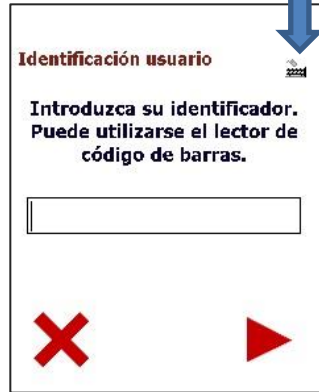 Identificación usuario
Introduzca su identificador.
Puede utilizarse el lector de
código de barras.